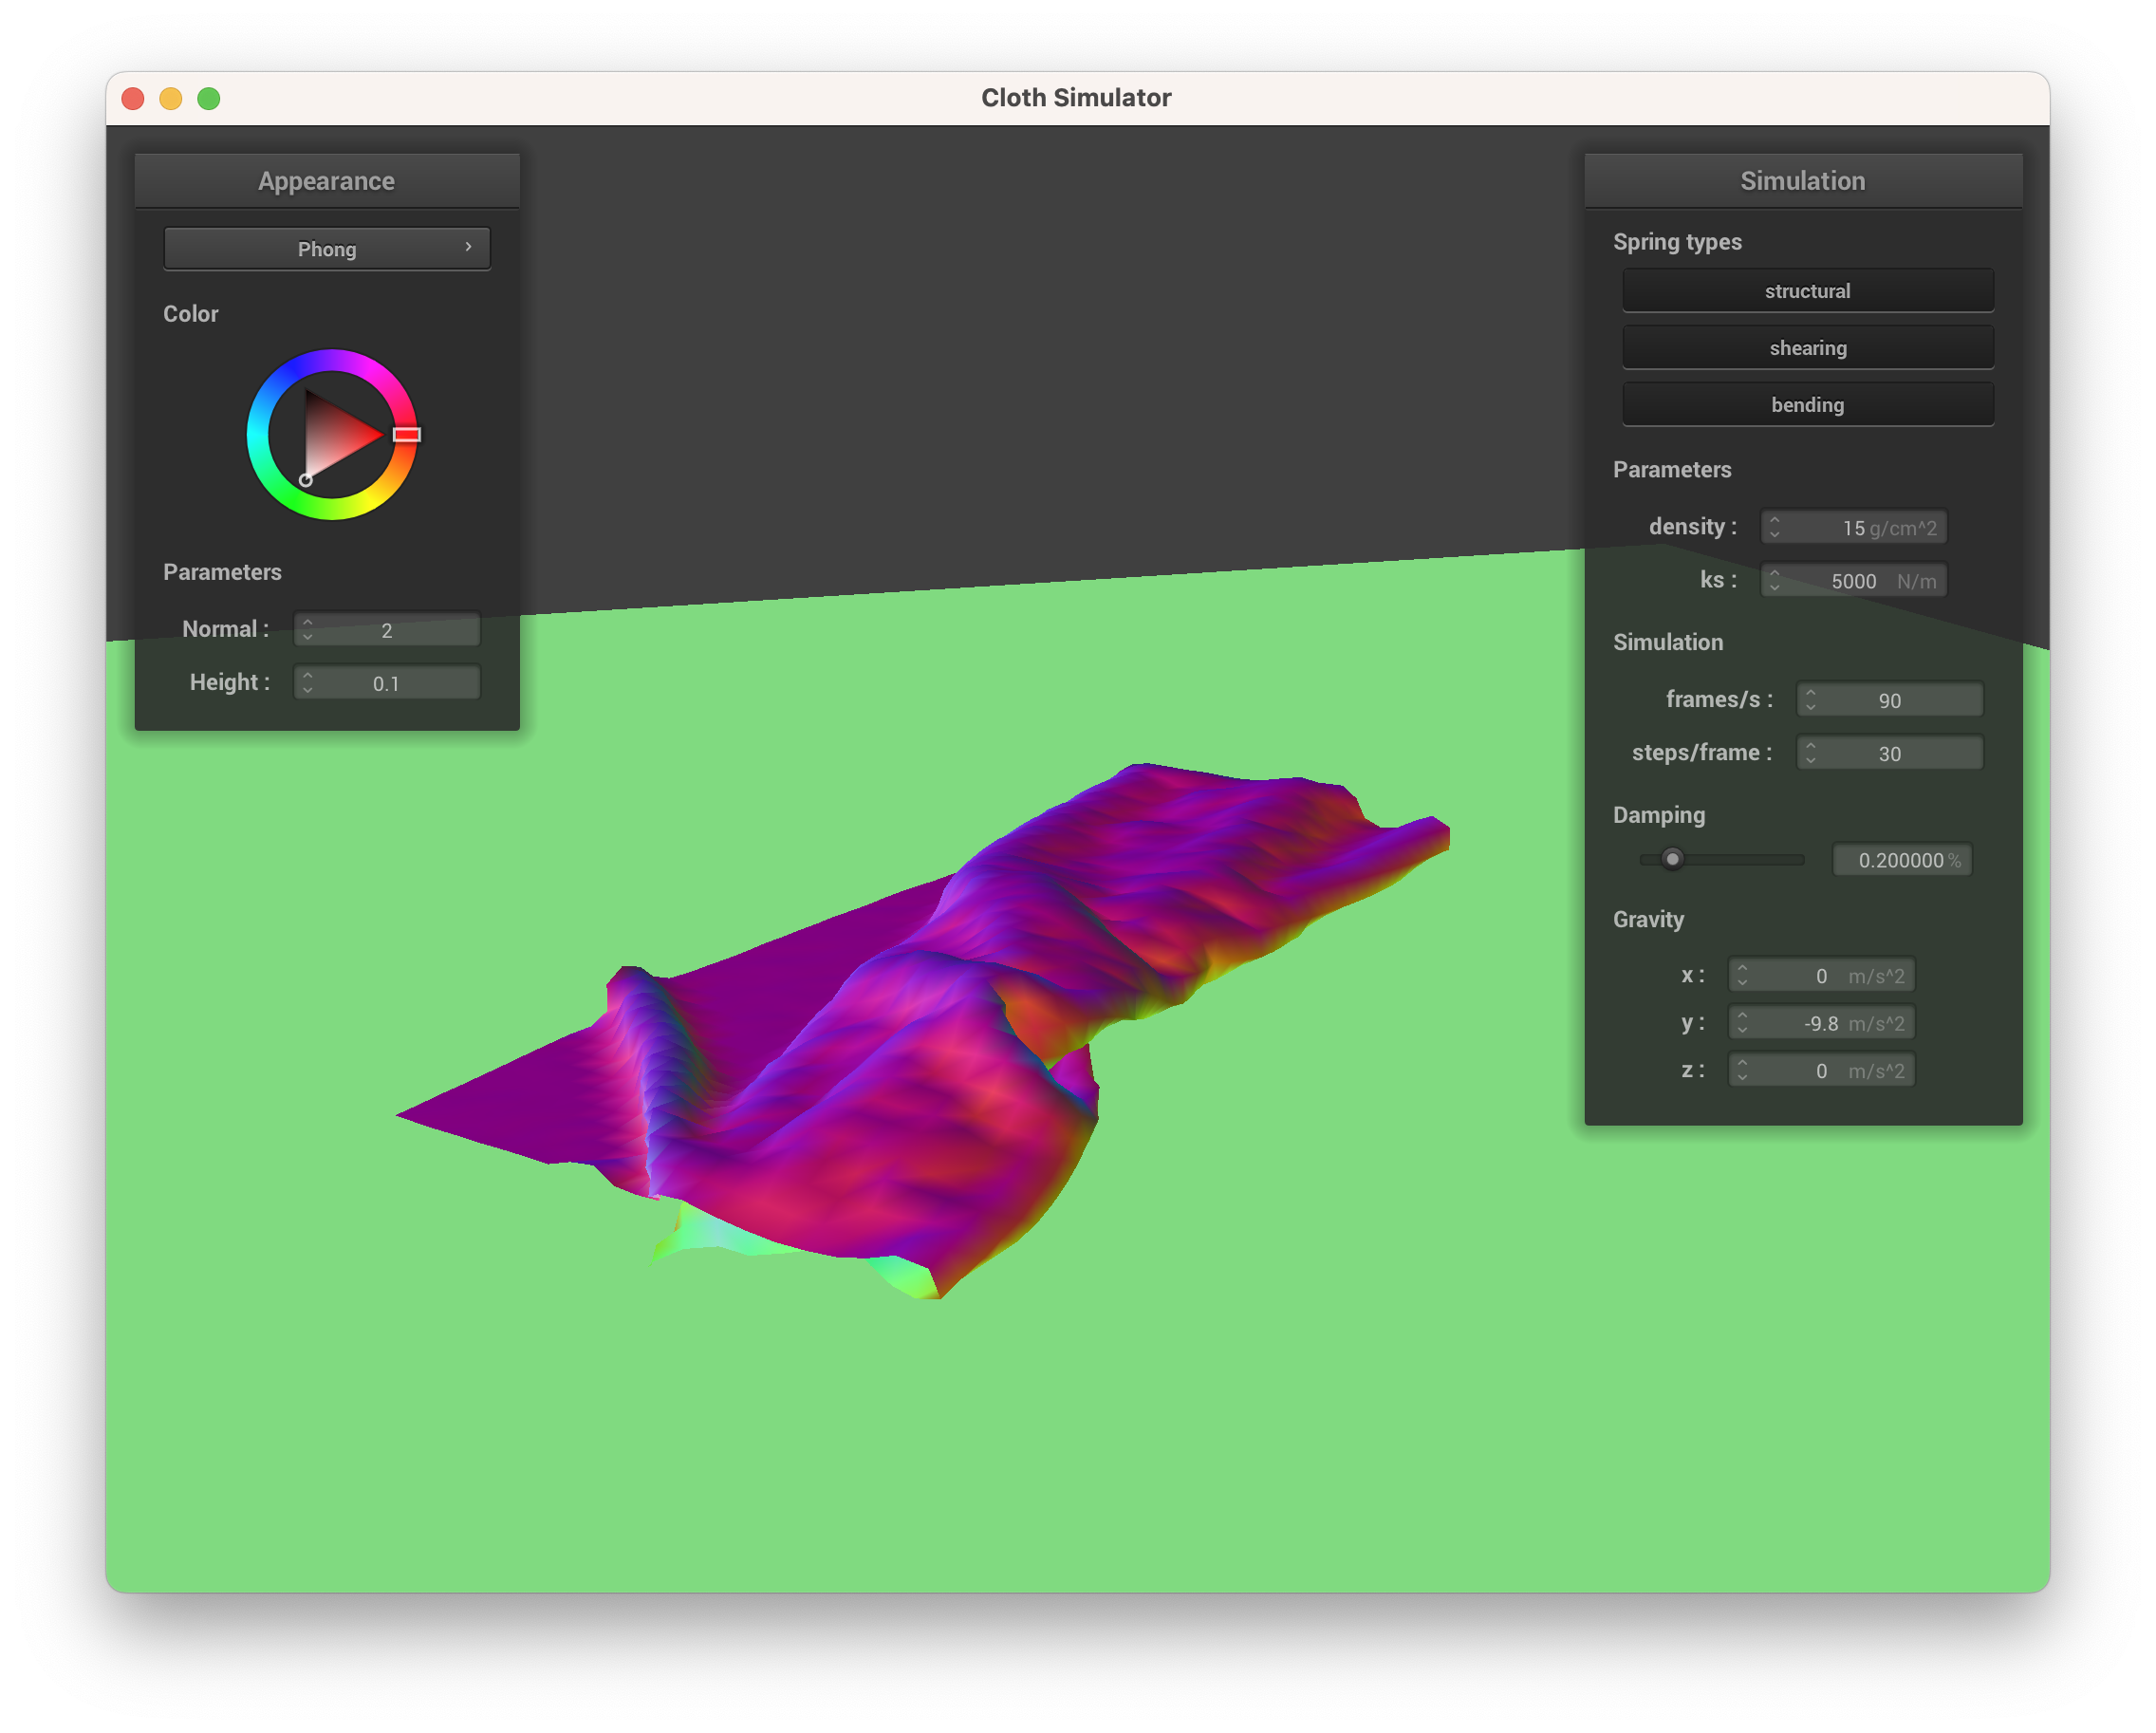 Cloth Simulator
Appearance
Phong
Color
Parameters
Normal : 2
Height : 0.1
Simulation
Spring types
structural
shearing
bending
Parameters
density : 15 g/cm^2
ks : 5000 N/m
Simulation
frames/s : 90
steps/frame : 30
Damping
0.200000 %
Gravity
x : 0 m/s^2
y : -9.8 m/s^2
z : 0 m/s^2